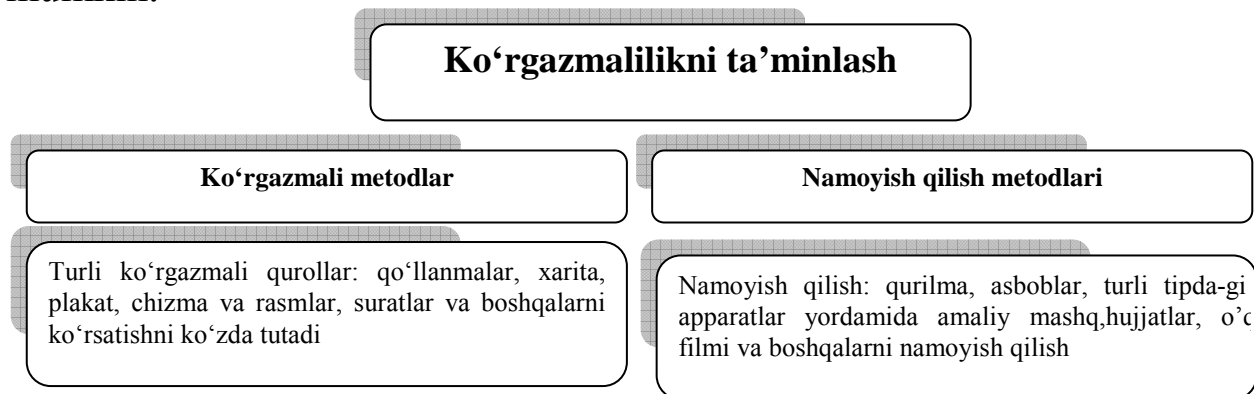 Ko‘rgazmalilikni ta’minlash
Ko‘rgazmali metodlar
Namoyish qilish metodlari
Turli ko‘rgazmali qurollar: qo‘llanmalar, xarita,
plakat, chizma va rasmlar, suratlar va boshqalarni
ko‘rsatishni ko‘zda tutadi
Namoyish qilish: qurilma, asboblar, turli tipda-gi
apparatlar yordamida amaliy mashq,hujjatlar,
filmi va boshqalarni namoyish qilish